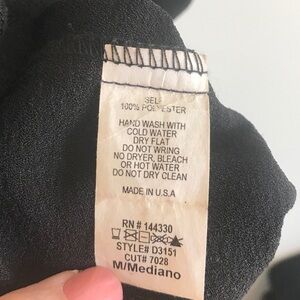 SELF
100% POLYESTER
HAND WASH WITH
COLD WATER
DRY FLAT
DO NOT WRING
NO DRYER, BLEACH
OR HOT WATER
DO NOT DRY CLEAN
MADE IN U.S.A
RN # 144330
STYLE# D3151
CUT# 7028
M/Mediano